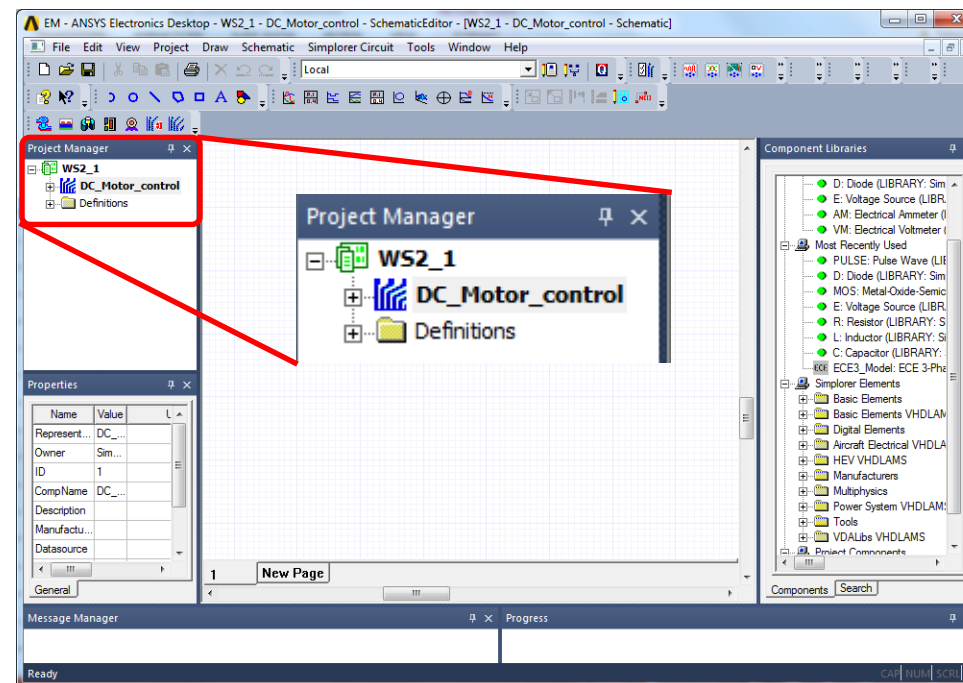 EM - ANSYS Electronics Desktop - WS2_1 - DC_Motor_control - SchematicEditor - [WS2_1 - DC_Motor_control - Schematic]
File Edit View Project Draw Schematic Simplorer Circuit Tools Window Help
Local
Project Manager
WS2_1
DC_Motor_control
Definitions
Project Manager
WS2_1
DC_Motor_control
Definitions
Properties
Name Value
Represent... DC_...
Owner Sim...
ID 1
CompName DC_...
Description
Manufactu...
Datasource
General
1 New Page
Component Libraries
D: Diode (LIBRARY: Sim
E: Voltage Source (LIBR
AM: Electrical Ammeter (
VM: Electrical Voltmeter (
Most Recently Used
PULSE: Pulse Wave (LIB
D: Diode (LIBRARY: Sim
MOS: Metal-Oxide-Semic
E: Voltage Source (LIBR
R: Resistor (LIBRARY: S
L: Inductor (LIBRARY: Si
C: Capacitor (LIBRARY:
ECE ECE3_Model: ECE 3-Pha
Simplorer Elements
Basic Elements
Basic Elements VHDLAM
Digital Elements
Aircraft Electrical VHDLA
HEV VHDLAMS
Manufacturers
Multiphysics
Power System VHDLAM
Tools
VDALibs VHDLAMS
Project Components
Components Search
Message Manager
Progress
Ready
CAP NUM SCRL